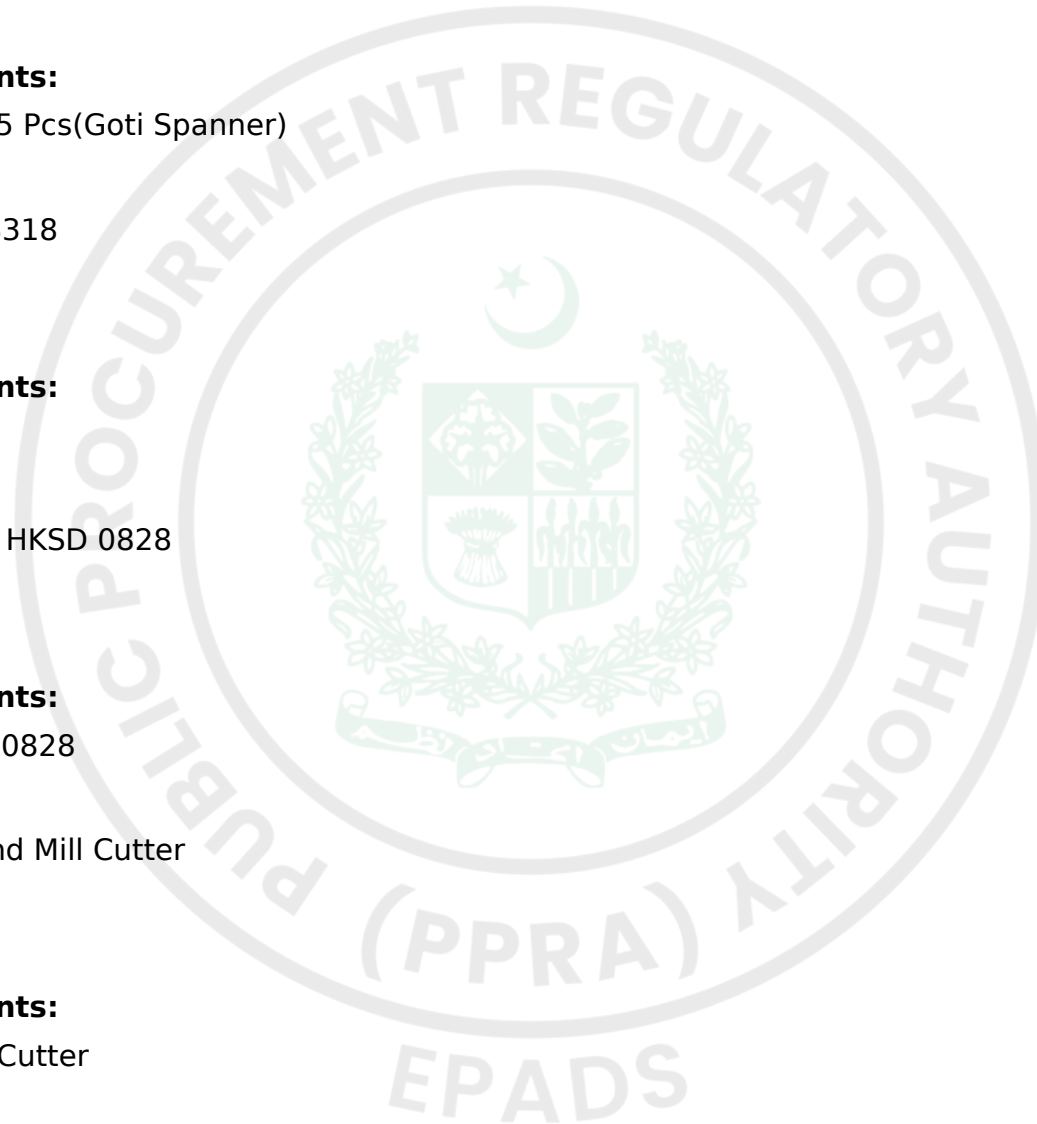 nts:
5 Pcs(Goti Spanner)
318
nts:
HKSD 0828
nts:
0828
nd Mill Cutter
nts:
Cutter
PUBLIC PROCUREMENT REGULATORY AUTHORITY
(PPRA)
EPADS